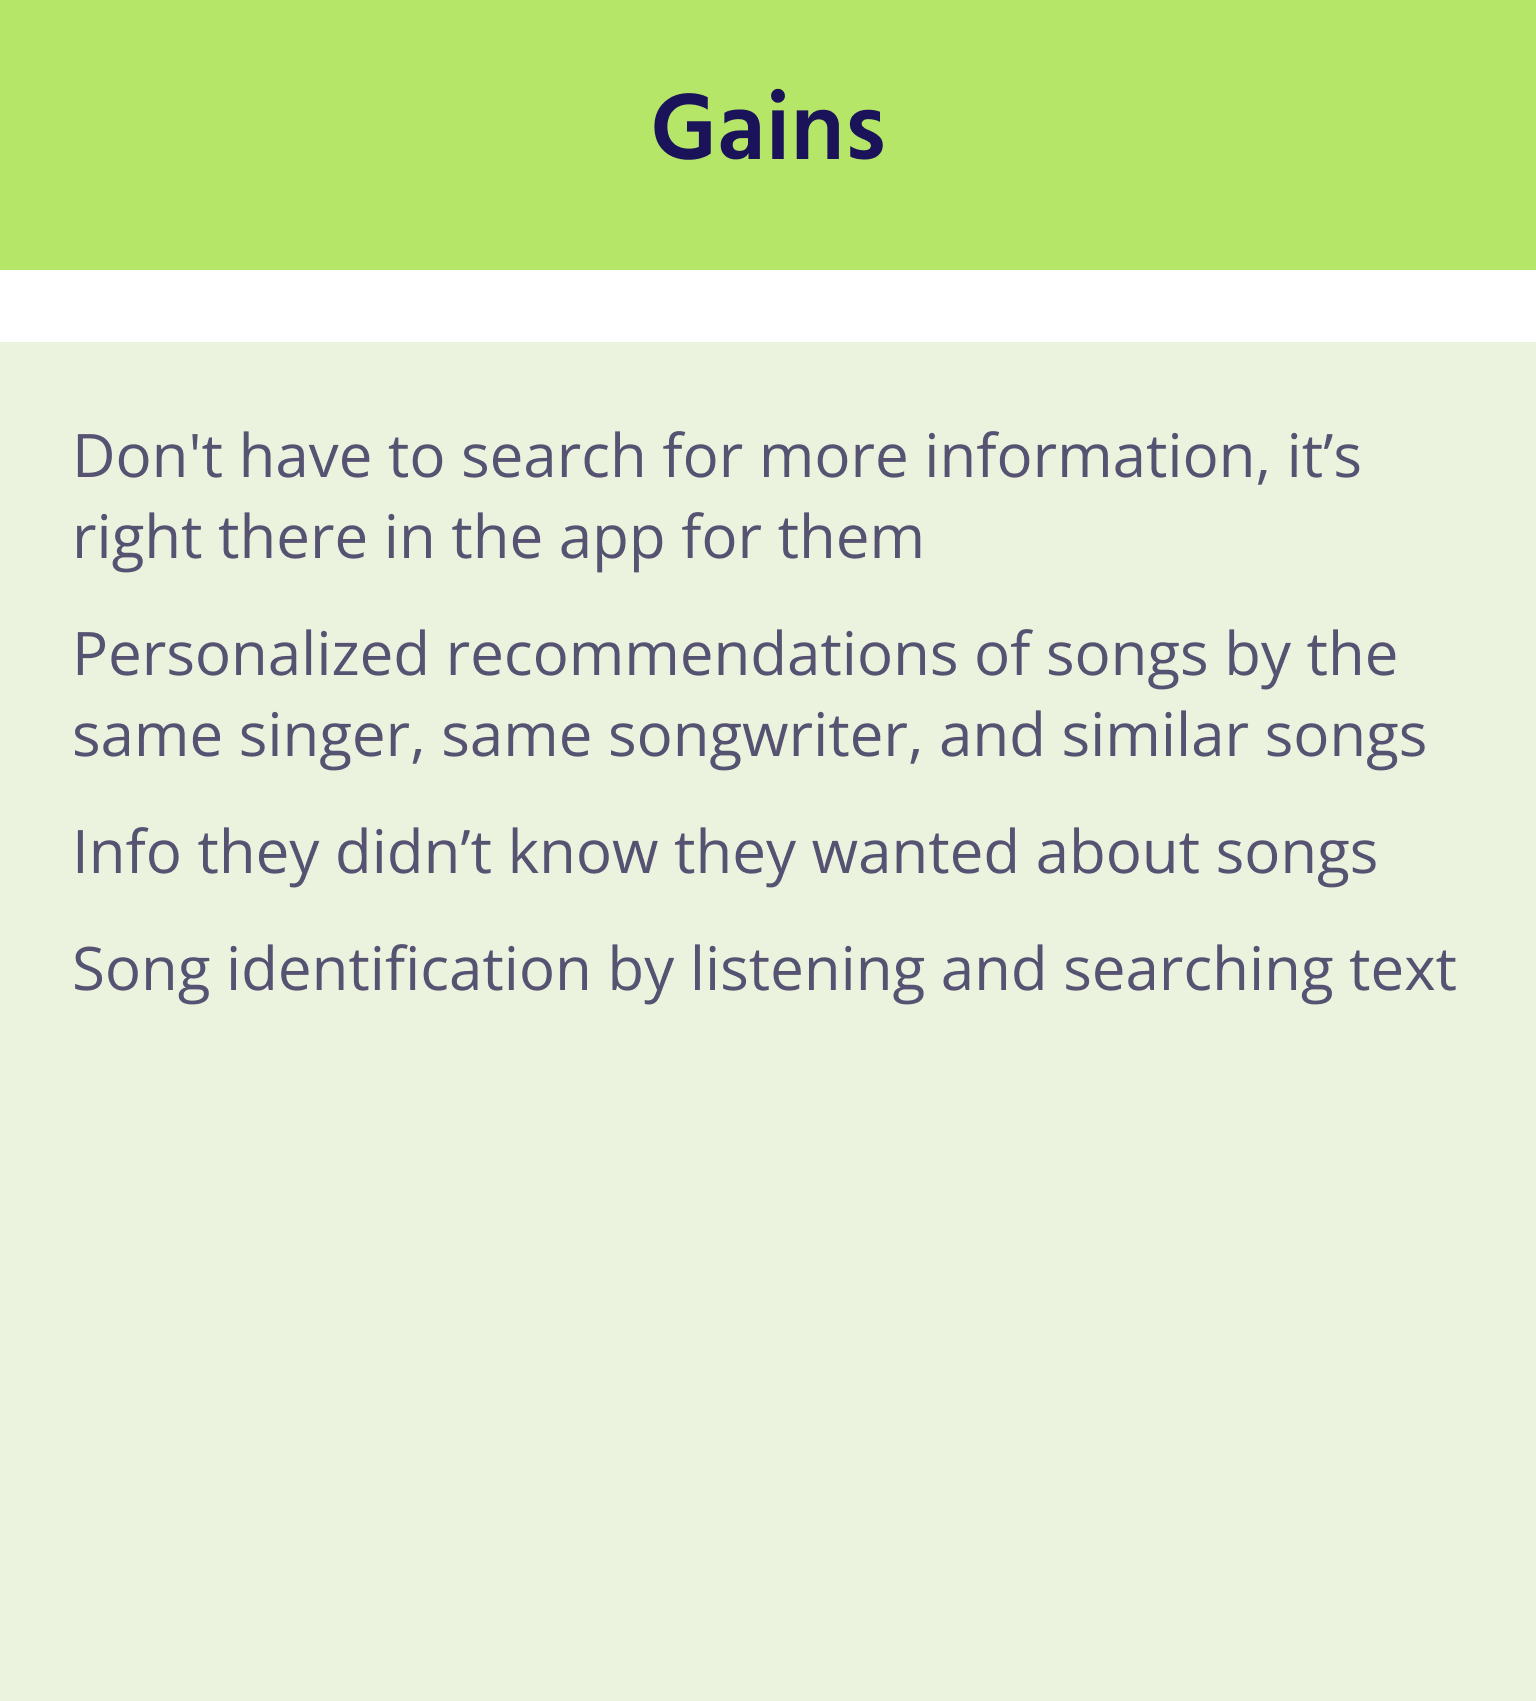 Gains
Don't have to search for more information, it’s
right there in the app for them
Personalized recommendations of songs by the
same singer, same songwriter, and similar songs
Info they didn’t know they wanted about songs
Song identification by listening and searching text